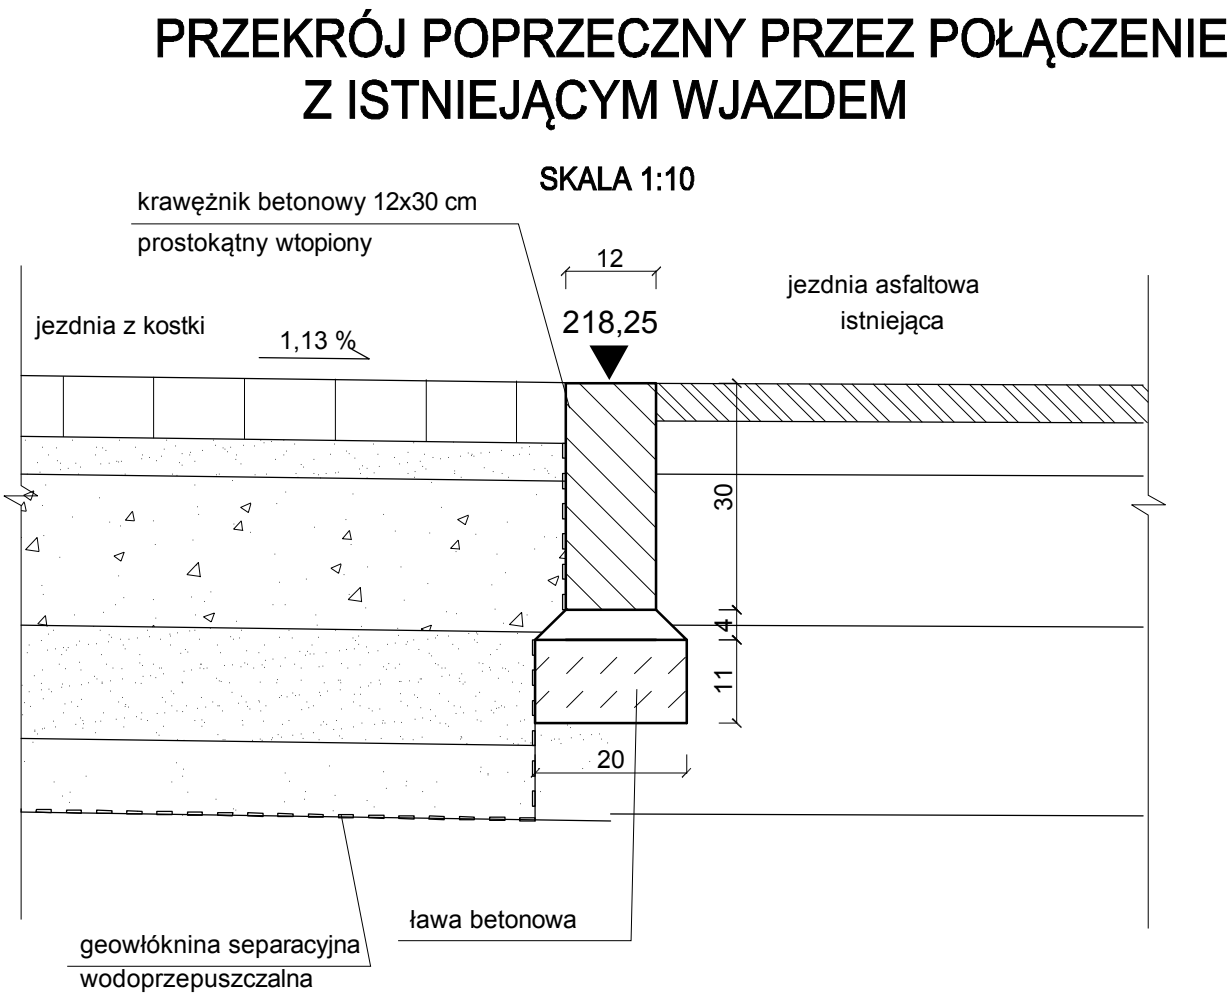 PRZEKRÓJ POPRZECZNY PRZEZ POŁĄCZENIE
Z ISTNIEJĄCYM WJAZDEM
SKALA 1:10
krawężnik betonowy 12x30 cm
prostokątny wtopiony
12
jezdnia asfaltowa
istniejąca
jezdnia z kostki
1,13 %
218,25
30
4
11
20
ława betonowa
geowłóknina separacyjna
wodoprzepuszczalna